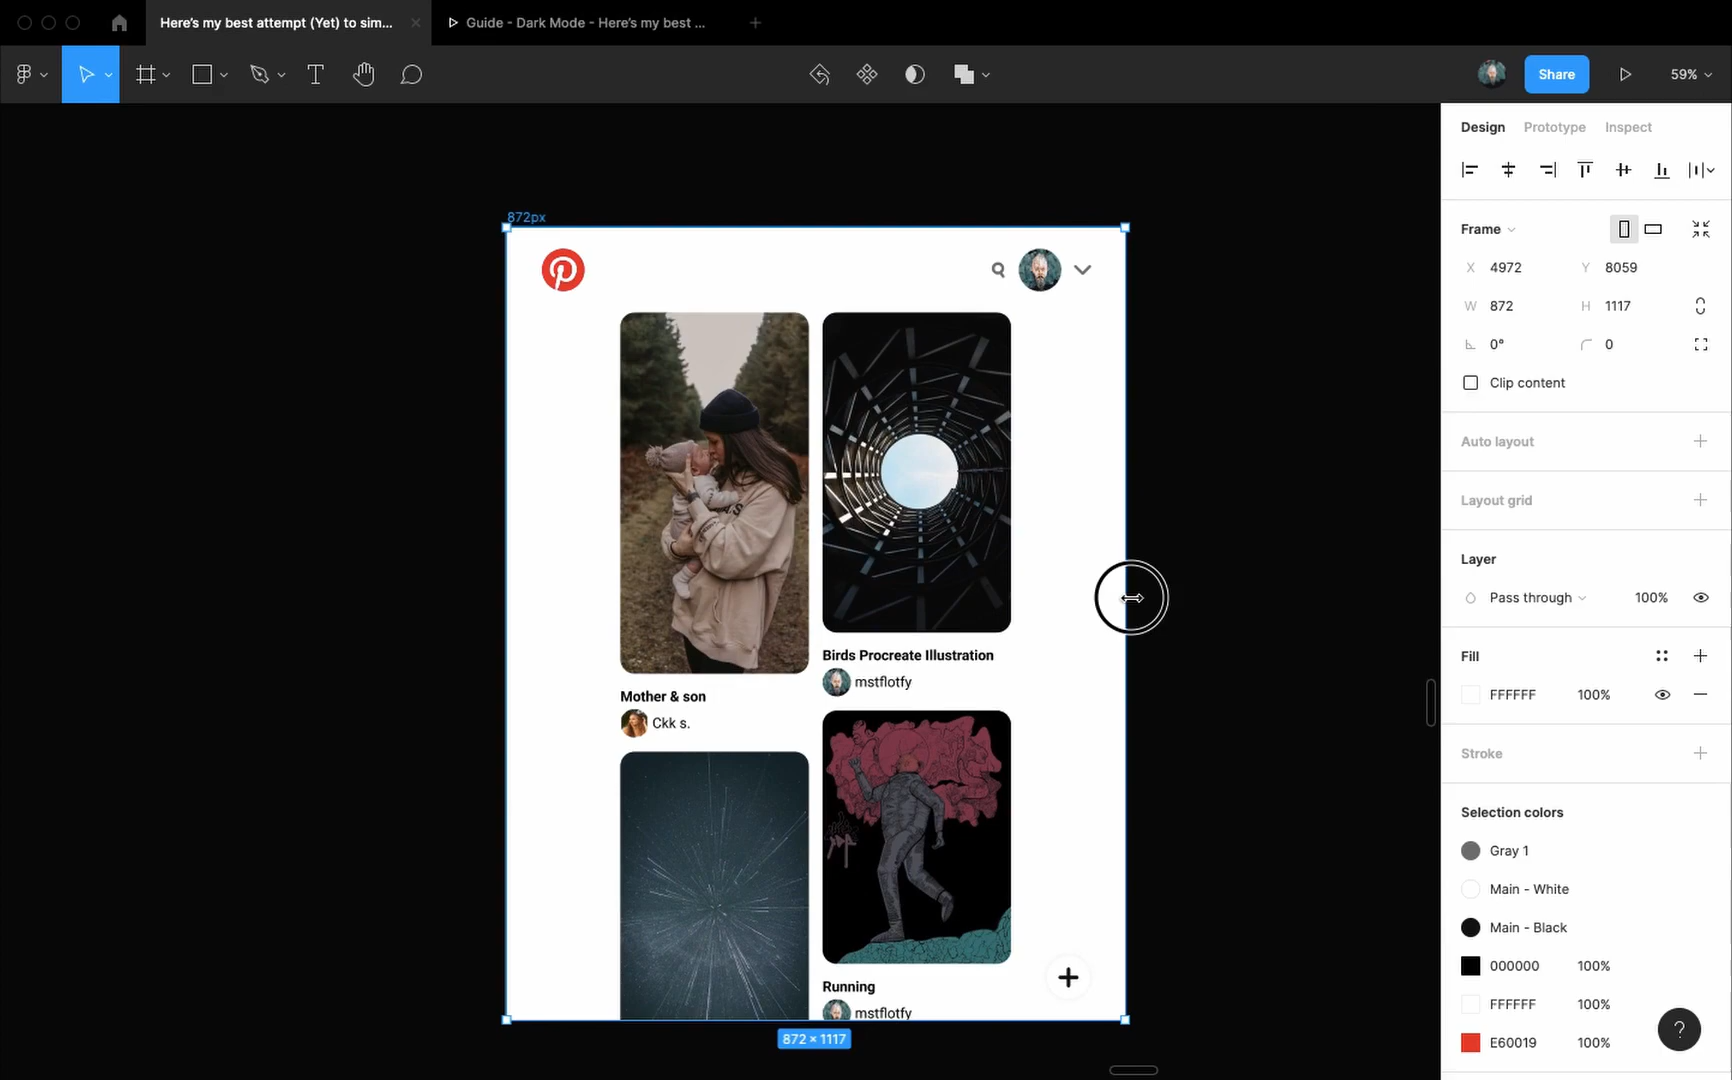 Here's my best attempt (Yet) to sim...
Guide - Dark Mode - Here's my best ...
Share
59%
Design Prototype Inspect
872px
Frame
X 4972 Y 8059
W 872 H 1117
0° 0
Clip content
Auto layout
Layout grid
Layer
Pass through 100%
Birds Procreate Illustration
mstflotfy
Fill
FFFFFF 100%
Mother & son
Ckk s.
Stroke
Selection colors
Gray 1
Main - White
Main - Black
000000 100%
Running
mstflotfy
FFFFFF 100%
872 × 1117
E60019 100%
?